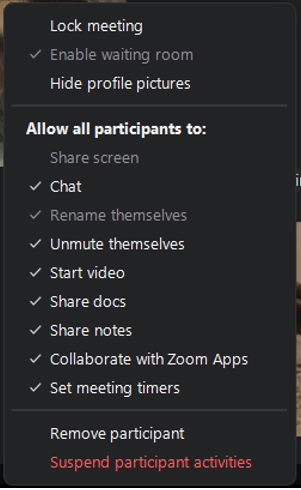 Lock meeting
Enable waiting room
Hide profile pictures
Allow all participants to:
Share screen
Chat
Rename themselves
Unmute themselves
Start video
Share docs
Share notes
Collaborate with Zoom Apps
Set meeting timers
Remove participant
Suspend participant activities